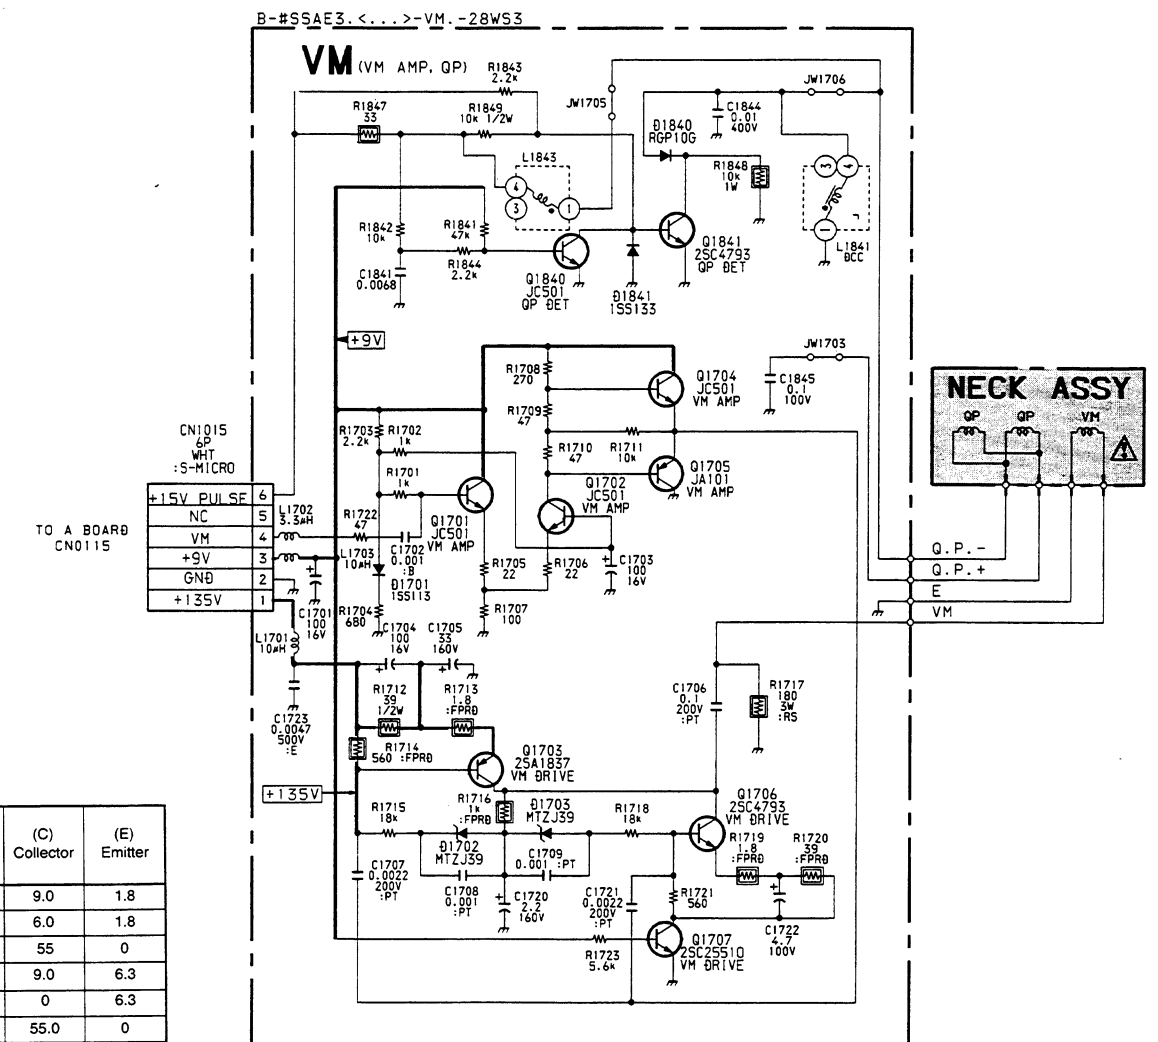 B-#SSAE3.<...>-VM.-28WS3
VM (VM AMP, QP)
R1843
2.2k
JW1706
R1847
33
R1849
10k 1/2W
JW1705
C1844
0.01
400V
D1840
RGP10G
L1843
4
3
1
R1848
10k
1W
3
4
1
L1841
DCC
R1842
10k
R1841
47k
R1844
2.2k
C1841
0.0068
Q1840
JC501
QP DET
D1841
1SS133
Q1841
2SC4793
QP DET
+9V
JW1703
R1708
270
Q1704
JC501
VM AMP
C1845
0.1
100V
NECK ASSY
QP
QP
VM
R1709
47
R1703
2.2k
R1702
1k
R1710
47
R1711
10k
R1701
1k
Q1702
JC501
VM AMP
Q1705
JA101
VM AMP
CN1015
6P
WHT
:S-MICRO
TO A BOARD
CN0115
+15V PULSE 6
NC 5
VM 4
+9V 3
GND 2
+135V 1
L1702
3.3µH
R1722
47
L1703
10µH
C1702
0.001
:B
Q1701
JC501
VM AMP
D1701
1SS113
R1705
22
R1706
22
C1703
100
16V
Q.P.-
Q.P.+
E
VM
C1701
100
16V
R1704
680
R1707
100
L1701
10µH
C1704
100
16V
C1705
33
160V
C1723
0.0047
500V
:E
R1712
39
1/2W
R1713
1.8
:FPRD
R1714
560 :FPRD
C1706
0.1
200V
:PT
R1717
180
3W
:RS
Q1703
2SA1837
VM DRIVE
+135V
R1715
18k
R1716
1k
:FPRD
D1703
MTZJ39
R1718
18k
Q1706
2SC4793
VM DRIVE
D1702
MTZJ39
R1719
1.8
:FPRD
R1720
39
:FPRD
C1707
0.0022
200V
:PT
C1709
0.001 :PT
C1708
0.001
:PT
C1720
2.2
160V
C1721
0.0022
200V
:PT
R1721
560
C1722
4.7
100V
R1723
5.6k
Q1707
2SC2551O
VM DRIVE
(C)
Collector
(E)
Emitter
9.0 1.8
6.0 1.8
55 0
9.0 6.3
0 6.3
55.0 0